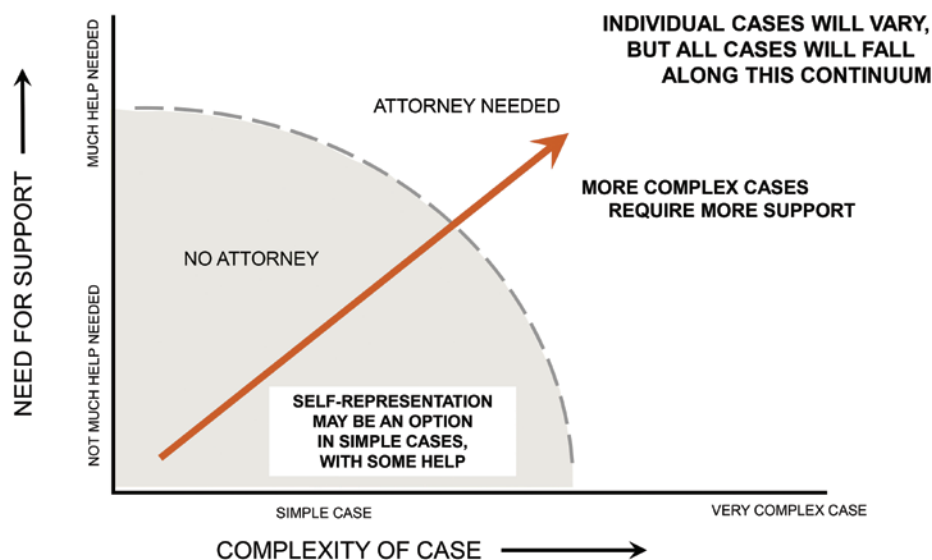 INDIVIDUAL CASES WILL VARY,
BUT ALL CASES WILL FALL
ALONG THIS CONTINUUM
ATTORNEY NEEDED
MORE COMPLEX CASES
REQUIRE MORE SUPPORT
NO ATTORNEY
SELF-REPRESENTATION
MAY BE AN OPTION
IN SIMPLE CASES,
WITH SOME HELP
NEED FOR SUPPORT
MUCH HELP NEEDED
NOT MUCH HELP NEEDED
SIMPLE CASE
VERY COMPLEX CASE
COMPLEXITY OF CASE